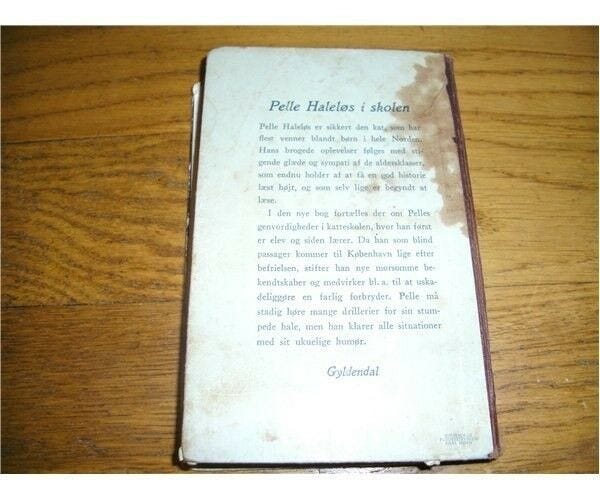 Pelle Haleløs i skolen
Pelle Haleløs er sikkert den kat, som har
flest venner blandt børn i hele Norden.
Hans brogede oplevelser følges med sti-
gende glæde og sympati af de aldersklasser,
som endnu holder af at få en god historie
læst højt, og som selv lige er begyndt at
læse.
I den nye bog fortælles der om Pelles
genvordigheder i katteskolen, hvor han først
er elev og siden lærer. Da han som blind
passager kommer til København lige efter
befrielsen, stifter han nye morsomme be-
kendtskaber og medvirker bl. a. til at uska-
deliggøre en farlig forbryder. Pelle må
stadig høre mange drillerier for sin stum-
pede hale, men han klarer alle situationer
med sit ukuelige humør.
Gyldendal